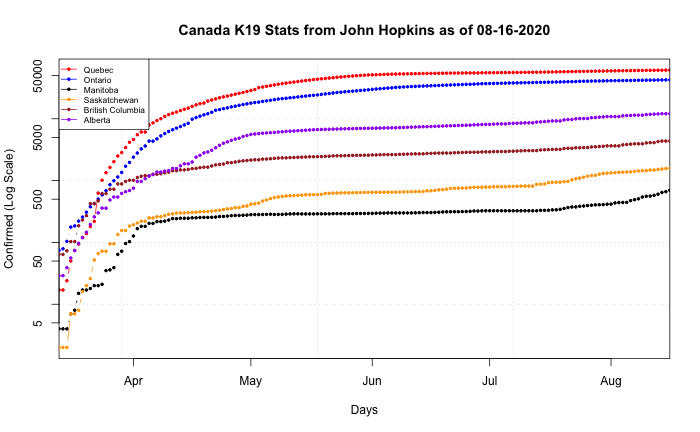 Canada K19 Stats from John Hopkins as of 08-16-2020
Quebec
Ontario
Manitoba
Saskatchewan
British Columbia
Alberta
Confirmed (Log Scale)
50000
5000
500
50
5
Apr May Jun Jul Aug
Days